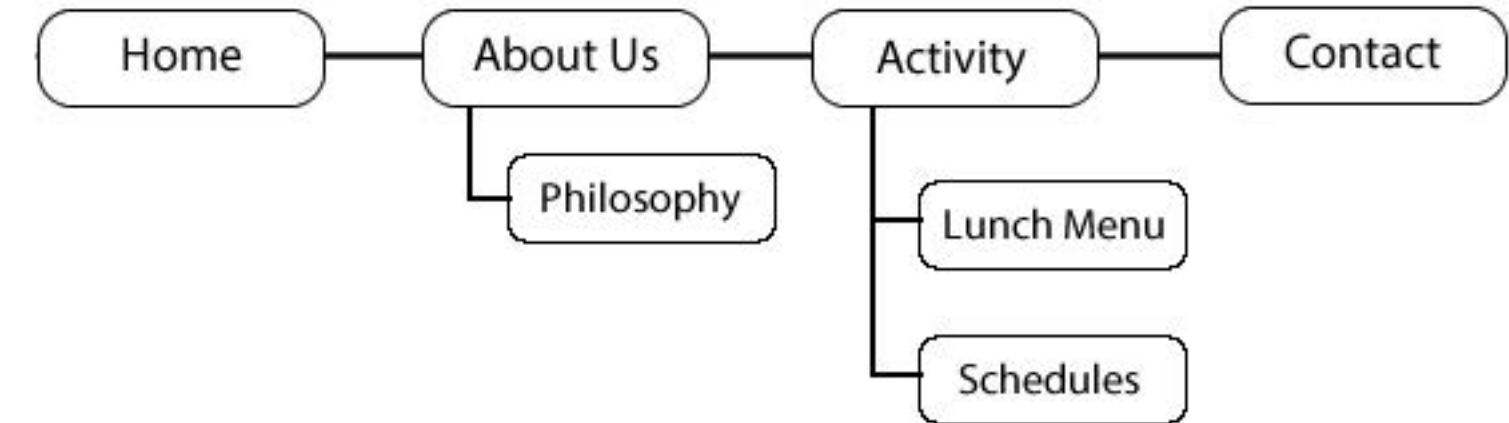 Home
About Us
Activity
Contact
Philosophy
Lunch Menu
Schedules